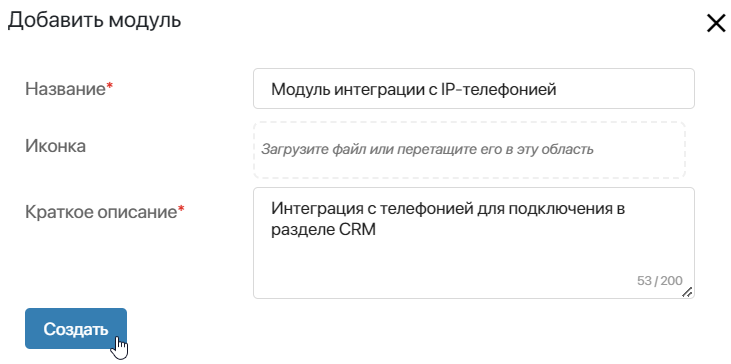 Добавить модуль
Название*
Модуль интеграции с IP-телефонией
Иконка
Загрузите файл или перетащите его в эту область
Краткое описание*
Интеграция с телефонией для подключения в
разделе CRM
53 / 200
Создать